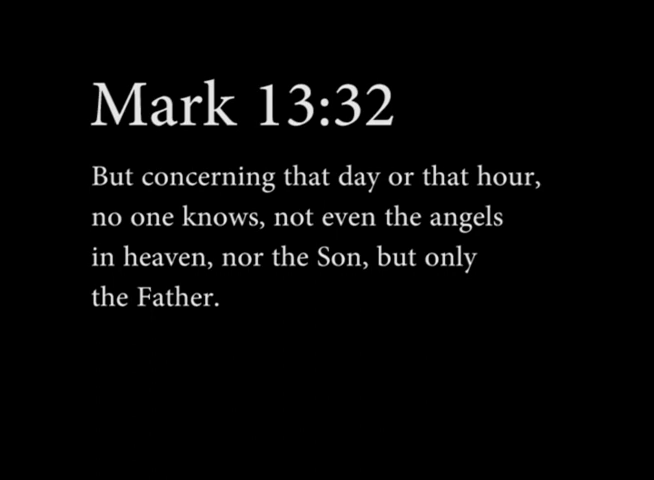 Mark 13:32
But concerning that day or that hour,
no one knows, not even the angels
in heaven, nor the Son, but only
the Father.